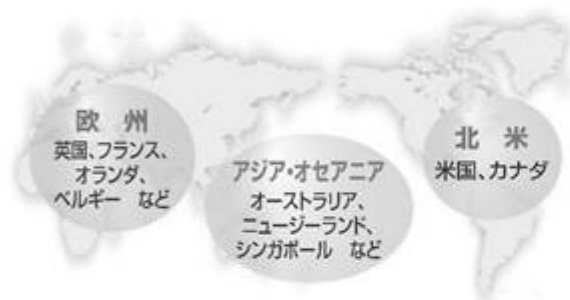 欧 州
英国、フランス、
オランダ、
ベルギー など
アジア・オセアニア
オーストラリア、
ニュージーランド、
シンガポール など
北 米
米国、カナダ